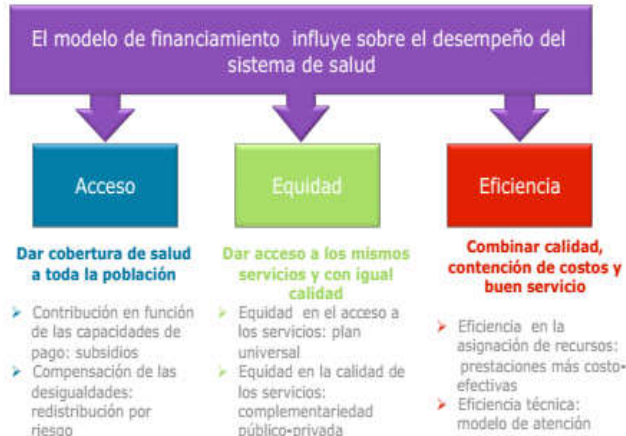 El modelo de financiamiento influye sobre el desempeño del
sistema de salud
Acceso
Equidad
Eficiencia
Dar cobertura de salud
a toda la población
➢ Contribución en función
de las capacidades de
pago: subsidios
➢ Compensación de las
desigualdades:
redistribución por
riesgo
Dar acceso a los mismos
servicios y con igual
calidad
➢ Equidad en el acceso a
los servicios: plan
universal
➢ Equidad en la calidad de
los servicios:
complementariedad
público-privada
Combinar calidad,
contención de costos y
buen servicio
➢ Eficiencia en la
asignación de recursos:
prestaciones más costo-
efectivas
➢ Eficiencia técnica:
modelo de atención